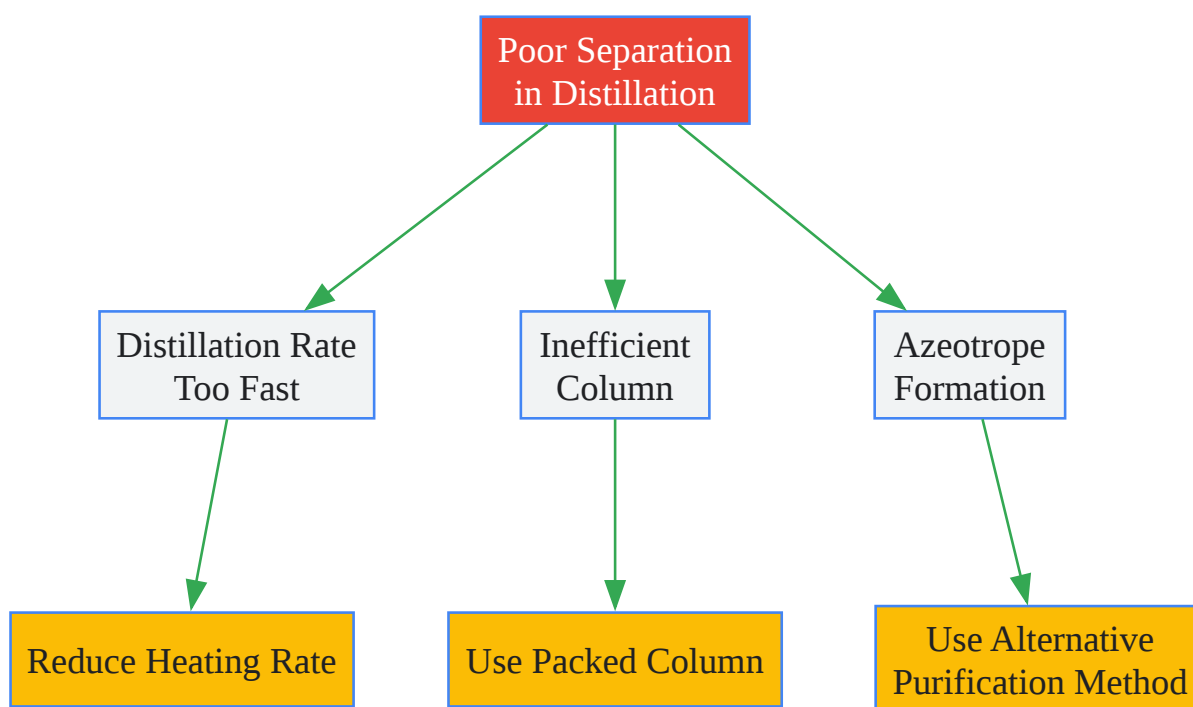 Poor Separation
in Distillation
Distillation Rate
Too Fast
Inefficient
Column
Azeotrope
Formation
Reduce Heating Rate
Use Packed Column
Use Alternative
Purification Method